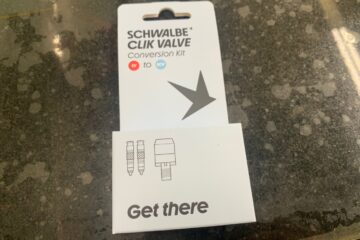 SCHWALBE®
CLIK VALVE
Conversion Kit
to
Get there